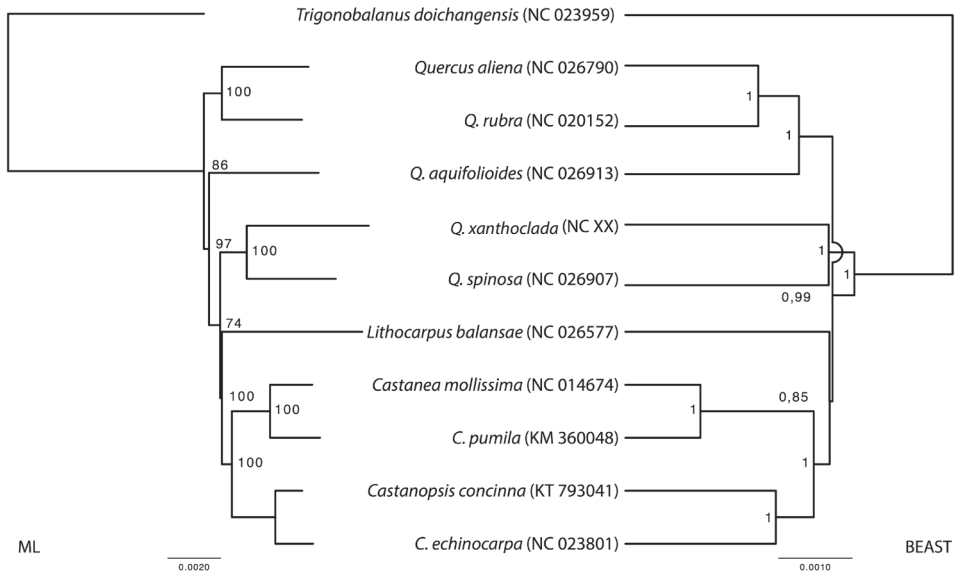 Trigonobalanus doichangensis (NC 023959)
Quercus aliena (NC 026790)
100
1
Q. rubra (NC 020152)
1
86
Q. aquifolioides (NC 026913)
Q. xanthoclada (NC XX)
97
100
1
1
Q. spinosa (NC 026907)
0,99
74
Lithocarpus balansae (NC 026577)
Castanea mollissima (NC 014674)
100
0,85
100
1
C. pumila (KM 360048)
100
1
Castanopsis concinna (KT 793041)
1
ML
C. echinocarpa (NC 023801)
BEAST
0.0020
0.0010